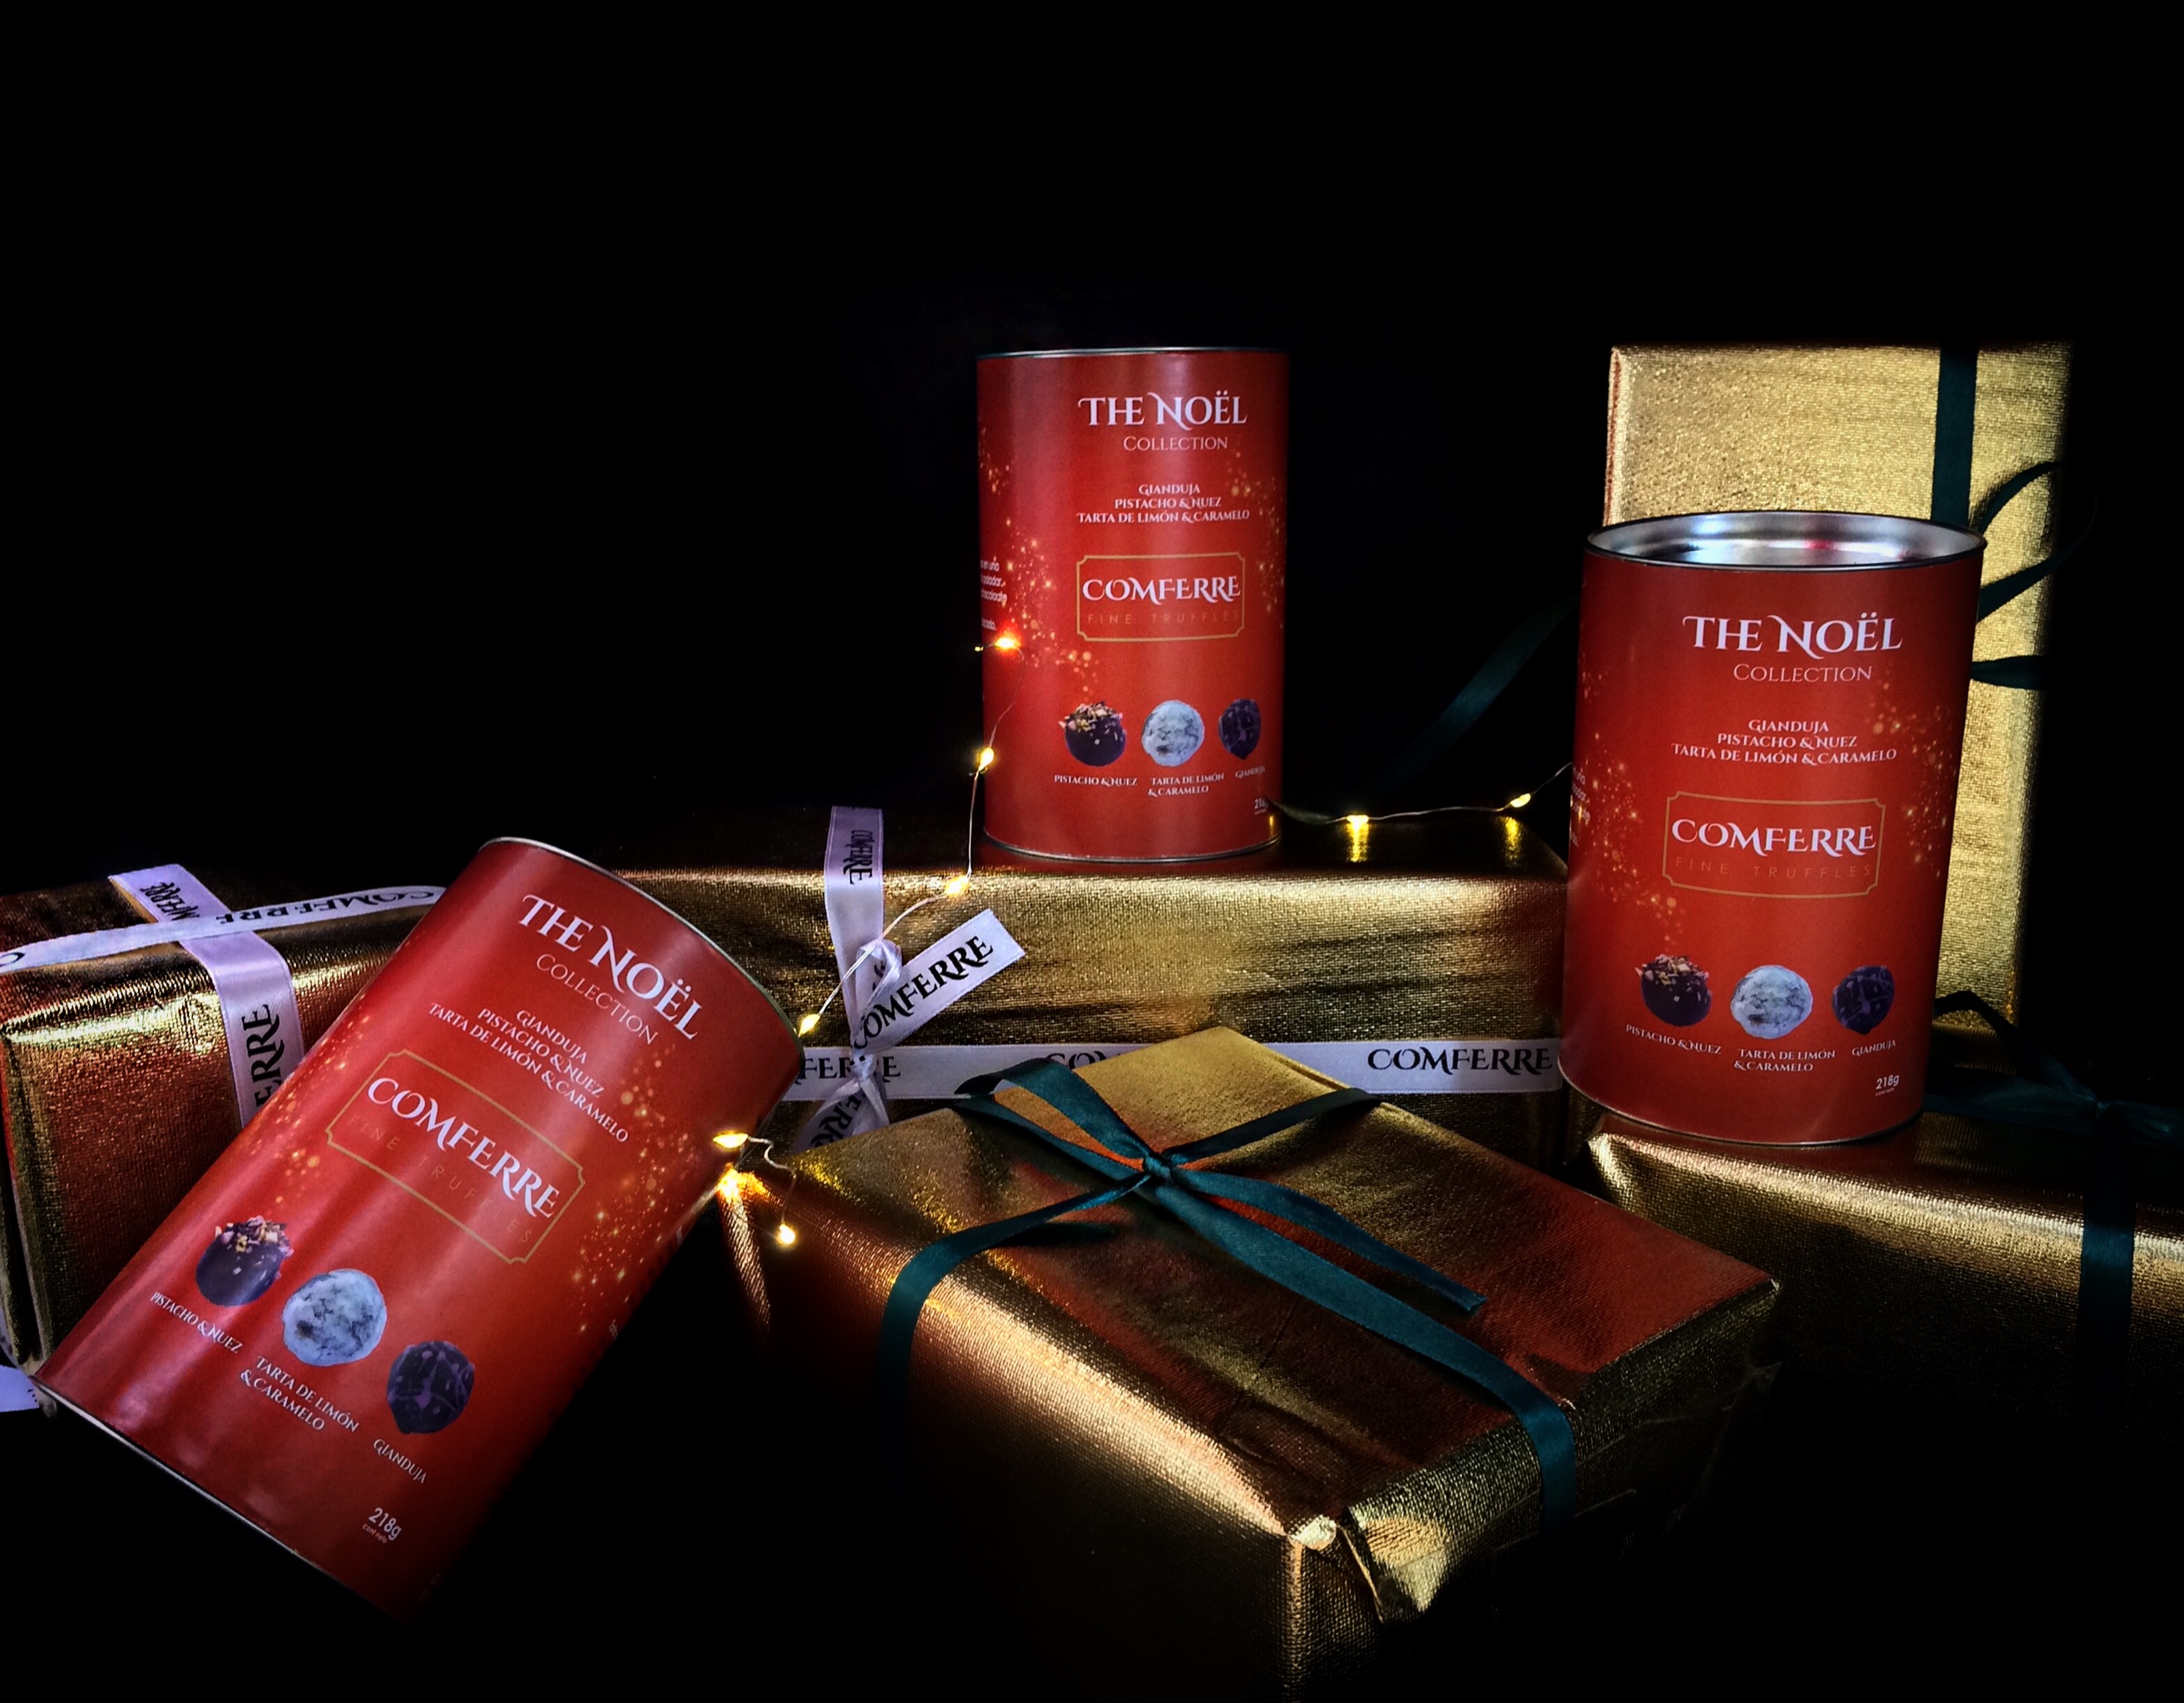 THE NOËL
COLLECTION
GIANDUJA
PISTACHO & NUEZ
TARTA DE LIMÓN & CARAMELO
COMFERRE
FINE TRUFFLES
PISTACHO & NUEZ
TARTA DE LIMÓN
& CARAMELO
GIANDUJA
THE NOËL
COLLECTION
GIANDUJA
PISTACHO & NUEZ
TARTA DE LIMÓN & CARAMELO
COMFERRE
FINE TRUFFLES
PISTACHO & NUEZ
TARTA DE LIMÓN
& CARAMELO
GIANDUJA
218g
THE NOËL
COLLECTION
GIANDUJA
PISTACHO & NUEZ
TARTA DE LIMÓN & CARAMELO
COMFERRE
FINE TRUFFLES
PISTACHO & NUEZ
TARTA DE LIMÓN
& CARAMELO
GIANDUJA
218g
cont neto
COMFERRE
COMFERRE
COMFERRE
COMFERRE